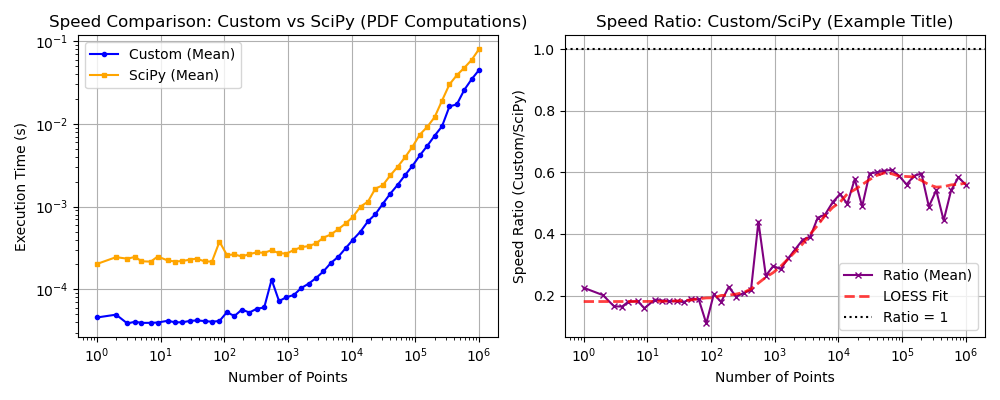 Speed Comparison: Custom vs SciPy (PDF Computations)
Custom (Mean)
SciPy (Mean)
Execution Time (s)
10⁻¹
10⁻²
10⁻³
10⁻⁴
10⁰ 10¹ 10² 10³ 10⁴ 10⁵ 10⁶
Number of Points
Speed Ratio: Custom/SciPy (Example Title)
Speed Ratio (Custom/SciPy)
1.0
0.8
0.6
0.4
0.2
Ratio (Mean)
LOESS Fit
Ratio = 1
10⁰ 10¹ 10² 10³ 10⁴ 10⁵ 10⁶
Number of Points